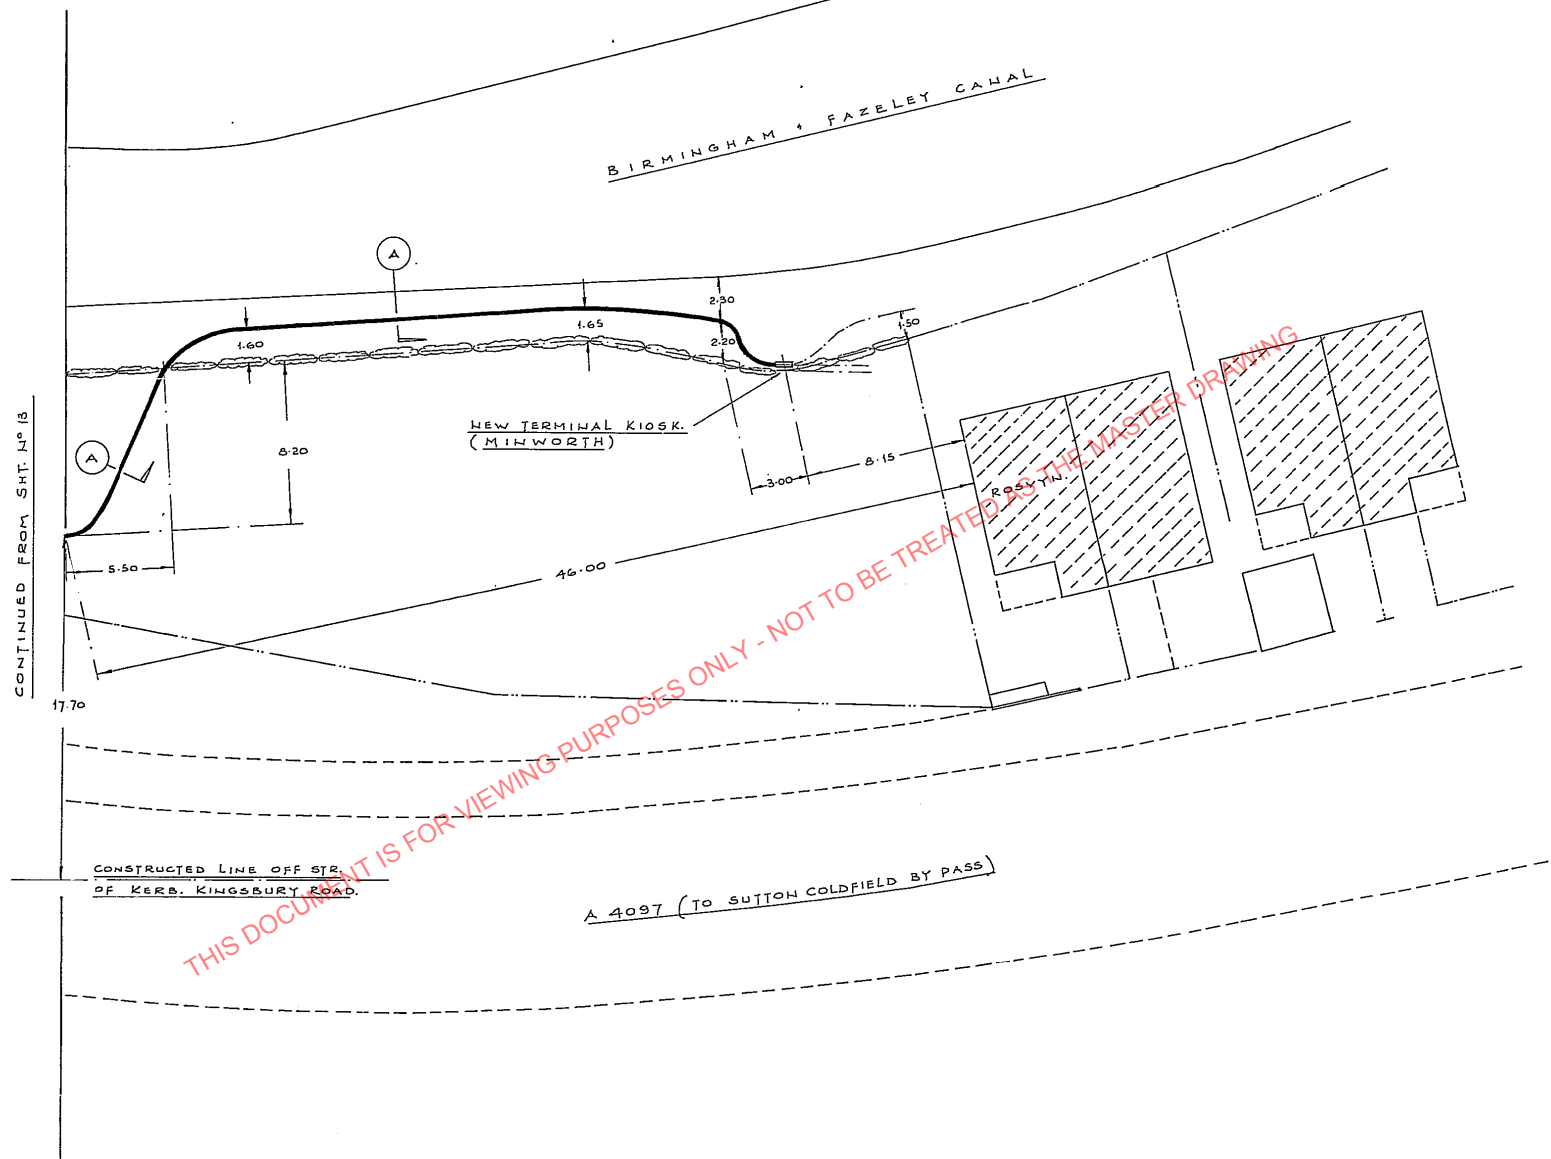 BIRMINGHAM & FAZELEY CANAL
A
2·30
1·65
1·50
1·60
2·20
NEW TERMINAL KIOSK.
(MINWORTH)
8·20
A
8·15
3·00
ROSLYN.
5·50
46·00
CONTINUED FROM SHT. Nº 13
17.70
CONSTRUCTED LINE OFF STR.
OF KERB. KINGSBURY ROAD.
A 4097 (TO SUTTON COLDFIELD BY PASS)
THIS DOCUMENT IS FOR VIEWING PURPOSES ONLY - NOT TO BE TREATED AS THE MASTER DRAWING